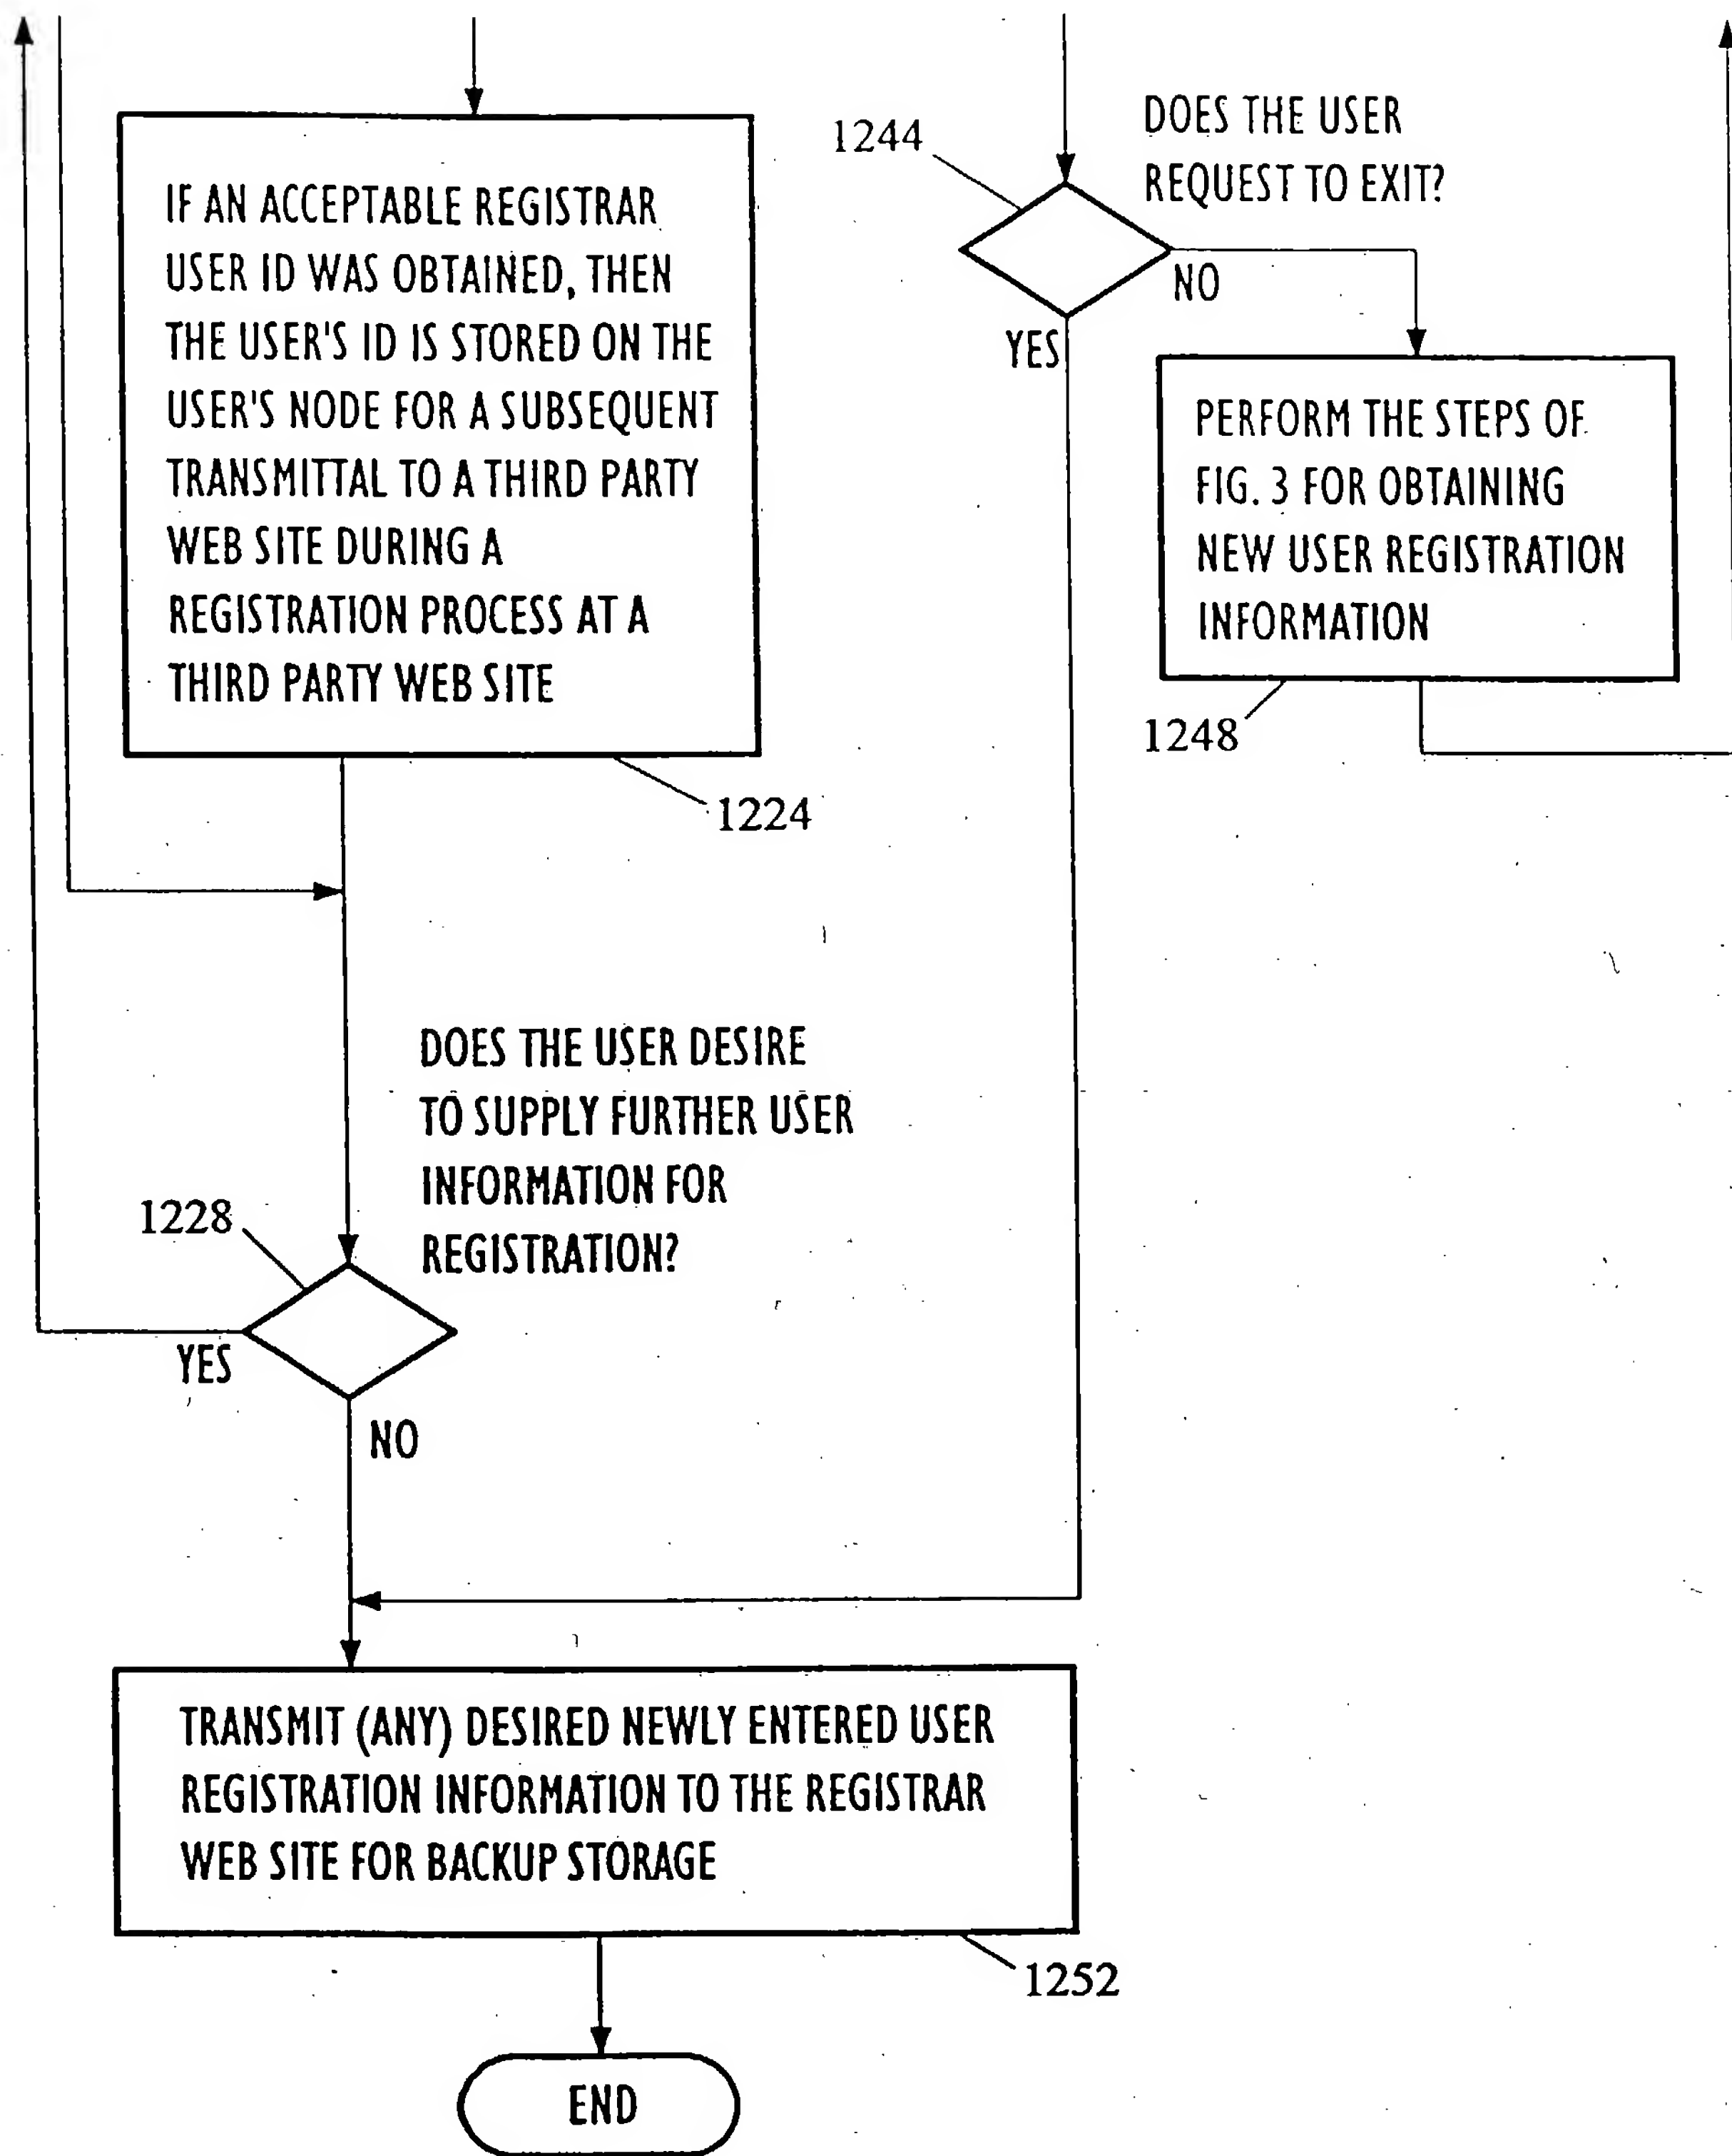 IF AN ACCEPTABLE REGISTRAR
USER ID WAS OBTAINED, THEN
THE USER'S ID IS STORED ON THE
USER'S NODE FOR A SUBSEQUENT
TRANSMITTAL TO A THIRD PARTY
WEB SITE DURING A
REGISTRATION PROCESS AT A
THIRD PARTY WEB SITE
1224
1244
DOES THE USER
REQUEST TO EXIT?
NO
YES
PERFORM THE STEPS OF
FIG. 3 FOR OBTAINING
NEW USER REGISTRATION
INFORMATION
1248
DOES THE USER DESIRE
TO SUPPLY FURTHER USER
INFORMATION FOR
REGISTRATION?
1228
YES
NO
TRANSMIT (ANY) DESIRED NEWLY ENTERED USER
REGISTRATION INFORMATION TO THE REGISTRAR
WEB SITE FOR BACKUP STORAGE
1252
END